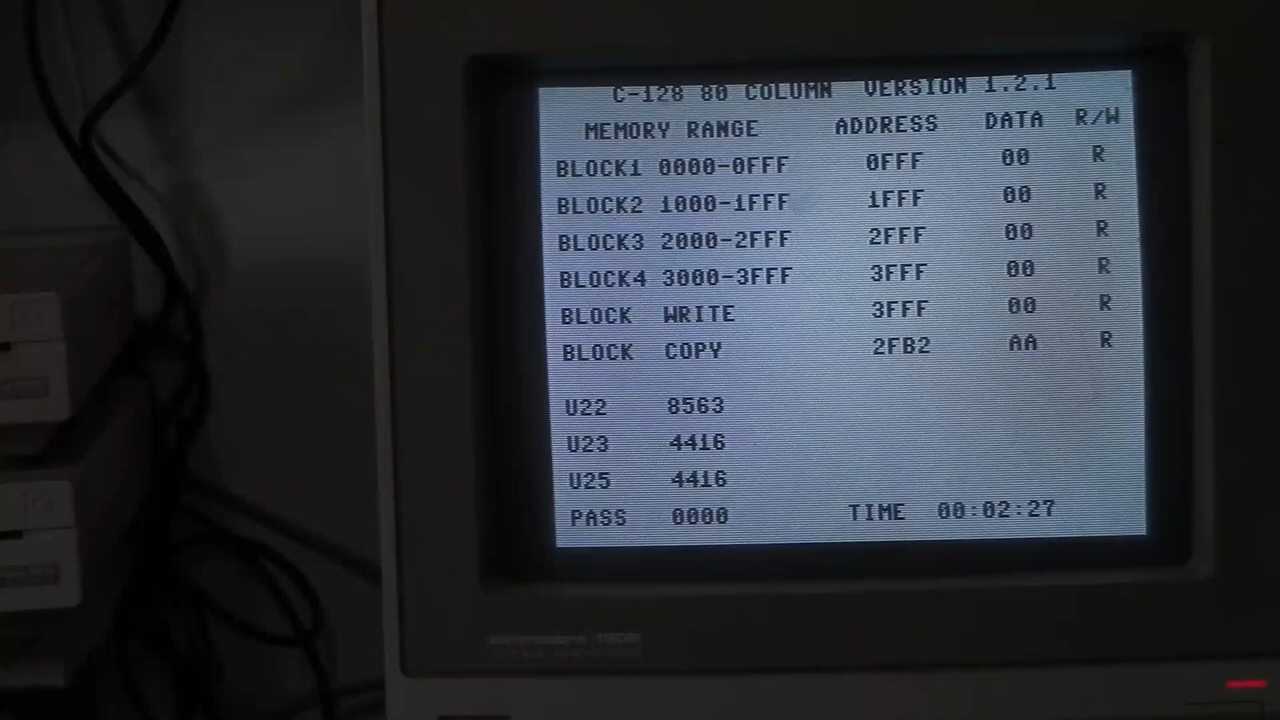 C-128 80 COLUMN VERSION 1.2.1
MEMORY RANGE ADDRESS DATA R/W
BLOCK1 0000-0FFF 0FFF 00 R
BLOCK2 1000-1FFF 1FFF 00 R
BLOCK3 2000-2FFF 2FFF 00 R
BLOCK4 3000-3FFF 3FFF 00 R
BLOCK WRITE 3FFF 00 R
BLOCK COPY 2FB2 AA R
U22 8563
U23 4416
U25 4416
PASS 0000 TIME 00:02:27
commodore